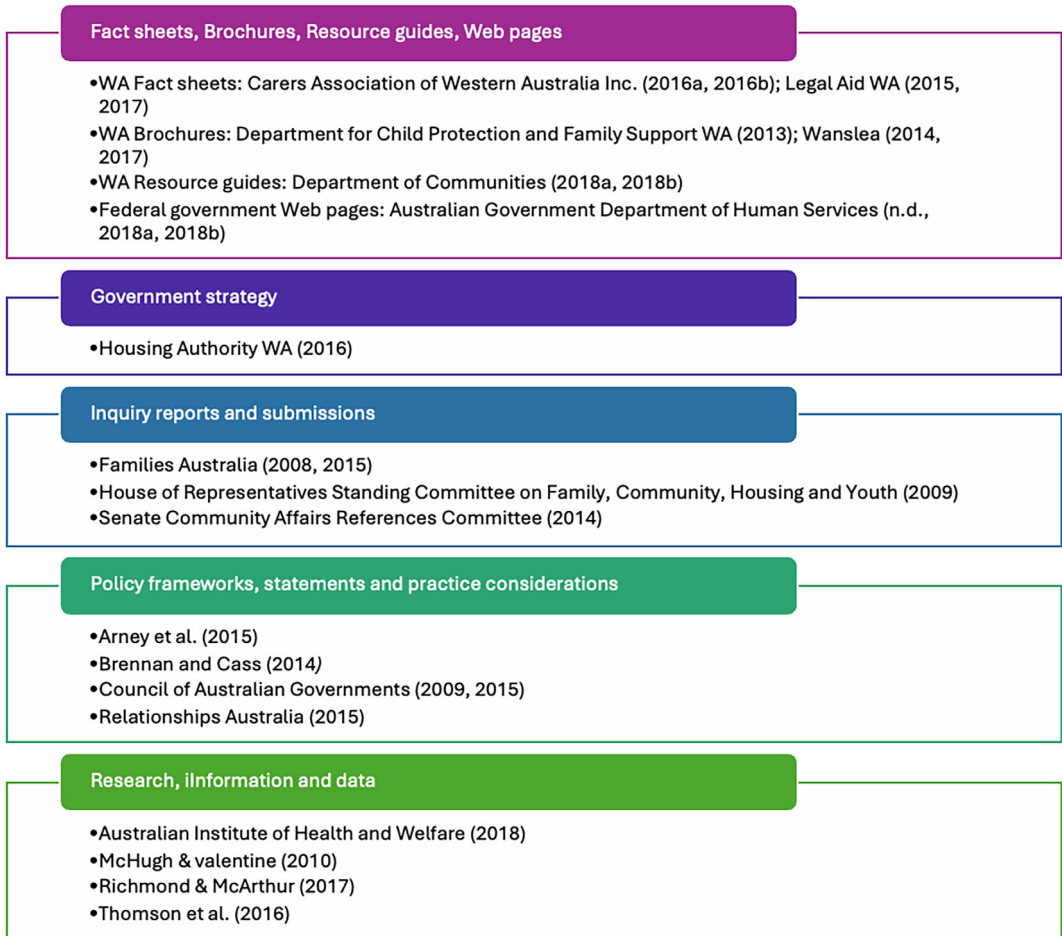 Fact sheets, Brochures, Resource guides, Web pages
•WA Fact sheets: Carers Association of Western Australia Inc. (2016a, 2016b); Legal Aid WA (2015,
2017)
•WA Brochures: Department for Child Protection and Family Support WA (2013); Wanslea (2014,
2017)
•WA Resource guides: Department of Communities (2018a, 2018b)
•Federal government Web pages: Australian Government Department of Human Services (n.d.,
2018a, 2018b)
Government strategy
•Housing Authority WA (2016)
Inquiry reports and submissions
•Families Australia (2008, 2015)
•House of Representatives Standing Committee on Family, Community, Housing and Youth (2009)
•Senate Community Affairs References Committee (2014)
Policy frameworks, statements and practice considerations
•Arney et al. (2015)
•Brennan and Cass (2014)
•Council of Australian Governments (2009, 2015)
•Relationships Australia (2015)
Research, iInformation and data
•Australian Institute of Health and Welfare (2018)
•McHugh & valentine (2010)
•Richmond & McArthur (2017)
•Thomson et al. (2016)